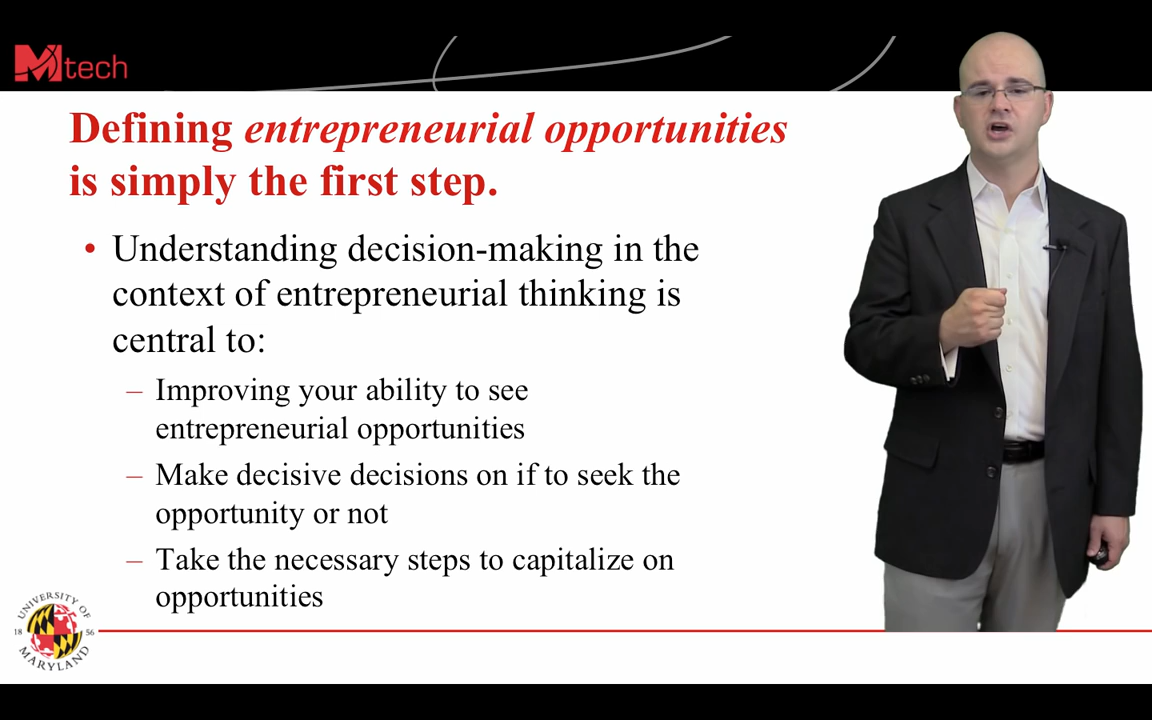 Mtech
Defining entrepreneurial opportunities
is simply the first step.
• Understanding decision-making in the
context of entrepreneurial thinking is
central to:
– Improving your ability to see
entrepreneurial opportunities
– Make decisive decisions on if to seek the
opportunity or not
– Take the necessary steps to capitalize on
opportunities
UNIVERSITY OF
18 56
MARYLAND